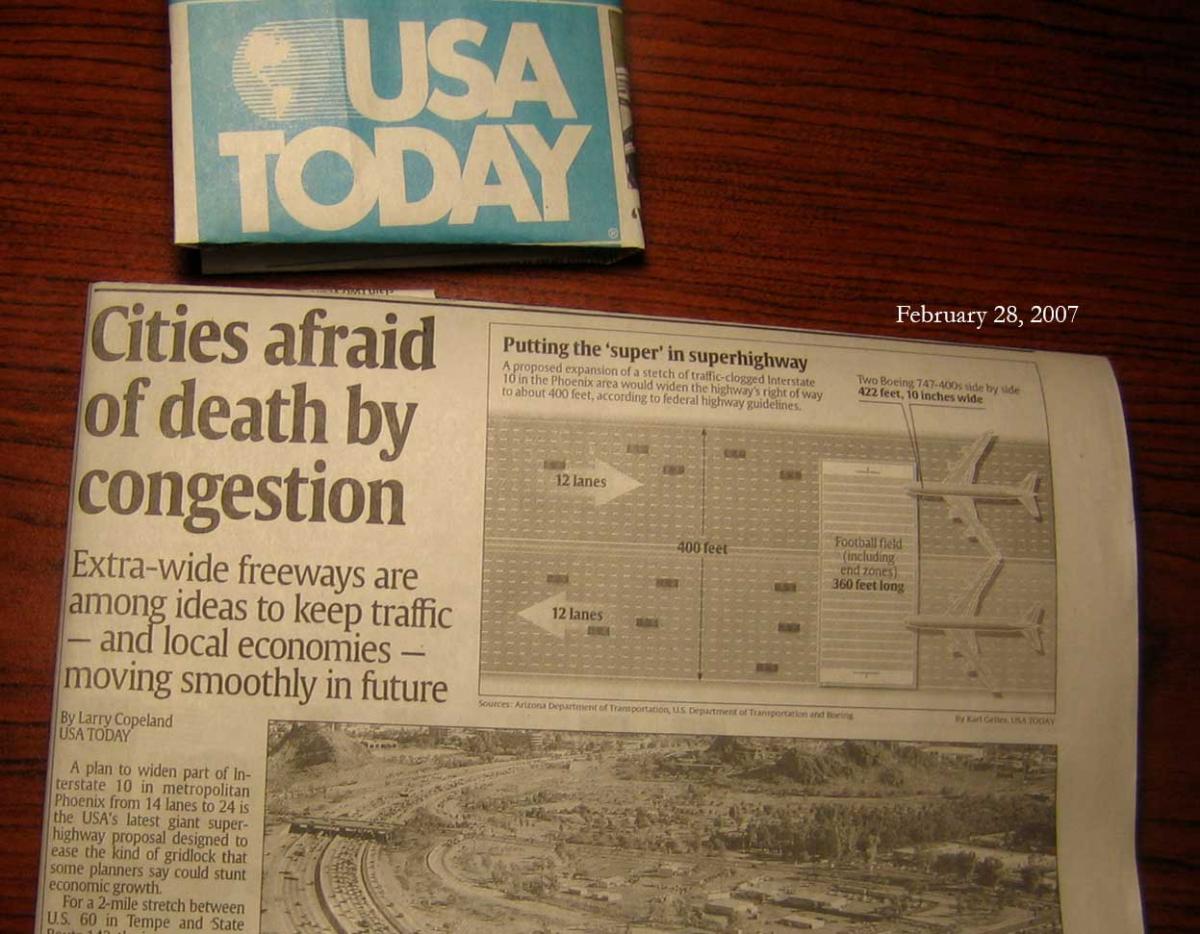 USA
TODAY
®
February 28, 2007
Cities afraid
of death by
congestion
Extra-wide freeways are
among ideas to keep traffic
— and local economies —
moving smoothly in future
By Larry Copeland
USA TODAY
A plan to widen part of In-
terstate 10 in metropolitan
Phoenix from 14 lanes to 24 is
the USA's latest giant super-
highway proposal designed to
ease the kind of gridlock that
some planners say could stunt
economic growth.
For a 2-mile stretch between
U.S. 60 in Tempe and State
Putting the 'super' in superhighway
A proposed expansion of a stetch of traffic-clogged Interstate
10 in the Phoenix area would widen the highway's right of way
to about 400 feet, according to federal highway guidelines.
Two Boeing 747-400s side by side
422 feet, 10 inches wide
12 lanes
400 feet
Football field
(including
end zones)
360 feet long
12 lanes
Sources: Arizona Department of Transportation, U.S. Department of Transportation and Boeing
By Karl Gelles, USA TODAY